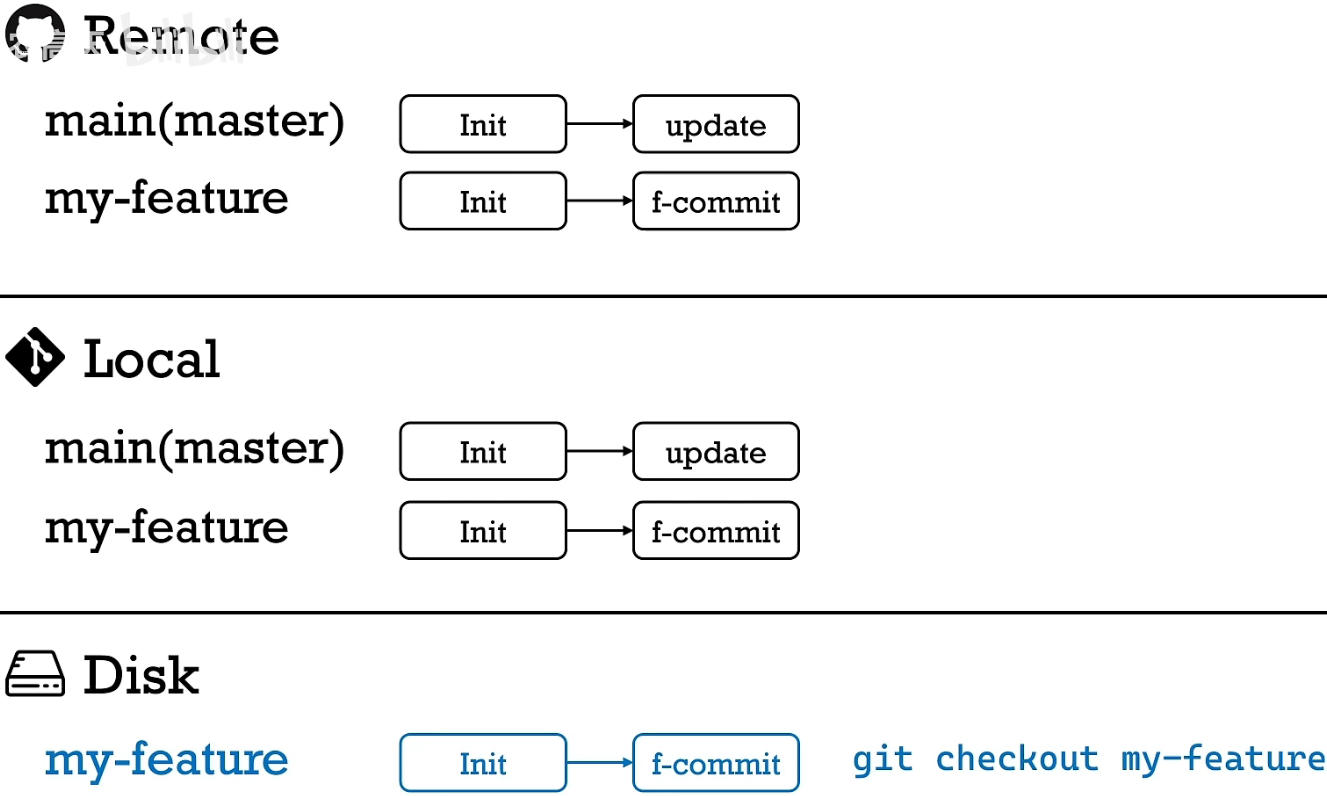 Remote
main(master) Init update
my-feature Init f-commit
Local
main(master) Init update
my-feature Init f-commit
Disk
my-feature Init f-commit git checkout my-feature